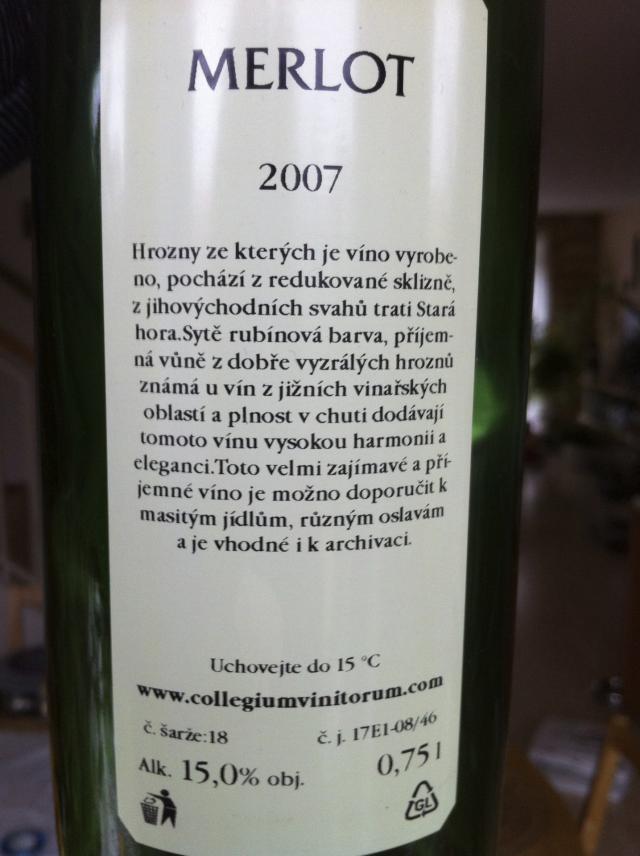 MERLOT
2007
Hrozny ze kterých je víno vyrobe-
no, pochází z redukované sklizně,
z jihovýchodních svahů trati Stará
hora.Sytě rubínová barva, příjem-
ná vůně z dobře vyzrálých hroznů
známá u vín z jižních vinařských
oblastí a plnost v chuti dodávají
tomoto vínu vysokou harmonii a
eleganci.Toto velmi zajímavé a pří-
jemné víno je možno doporučit k
masitým jídlům, různým oslavám
a je vhodné i k archivaci.
Uchovejte do 15 °C
www.collegiumvinitorum.com
č. šarže:18 č. j. 17E1-08/46
Alk. 15,0% obj. 0,75 l
GL